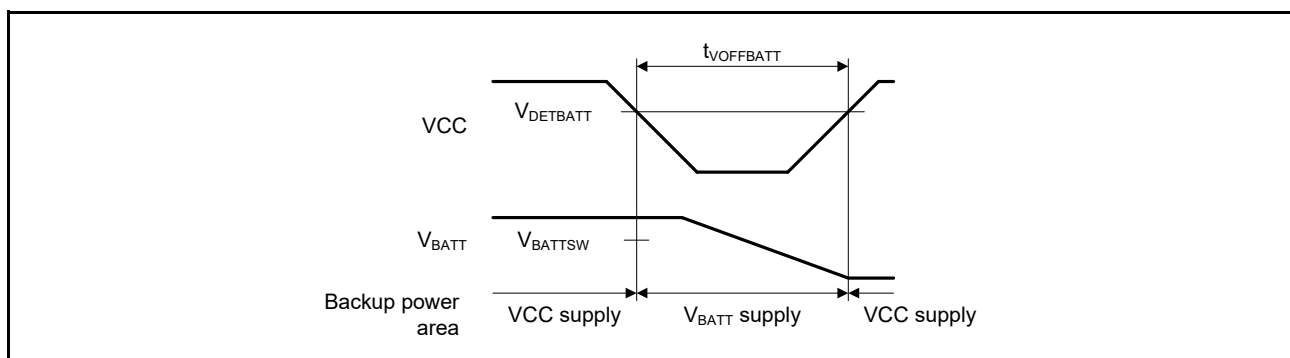 tVOFFBATT
VCC
VDETBATT
VBATT
VBATTSW
Backup power
area
VCC supply
VBATT supply
VCC supply